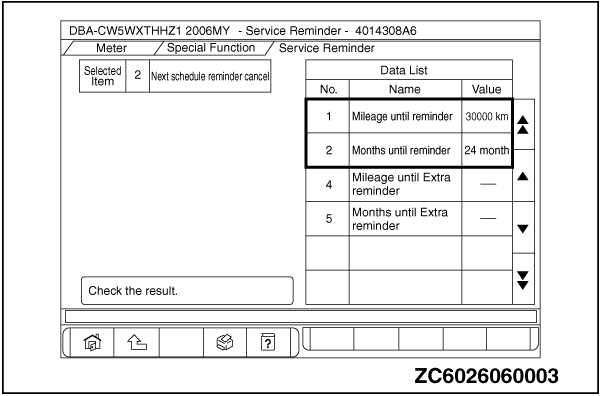 DBA-CW5WXTHHZ1 2006MY - Service Reminder - 4014308A6
Meter Special Function Service Reminder
Selected Item 2 Next schedule reminder cancel
Data List
No. Name Value
1 Mileage until reminder 30000 km
2 Months until reminder 24 month
4 Mileage until Extra reminder —
5 Months until Extra reminder —
Check the result.
?
ZC6026060003